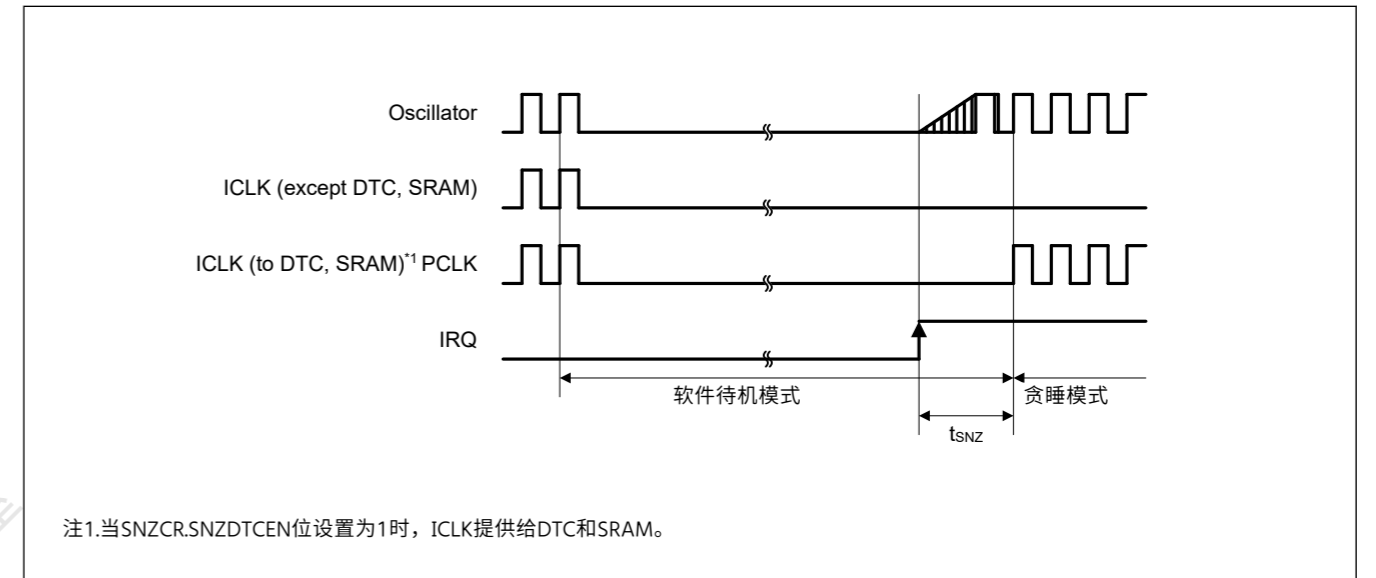 Oscillator
ICLK (except DTC, SRAM)
ICLK (to DTC, SRAM)*1 PCLK
IRQ
软件待机模式
贪睡模式
tSNZ
注1.当SNZCR.SNZDTCEN位设置为1时，ICLK提供给DTC和SRAM。